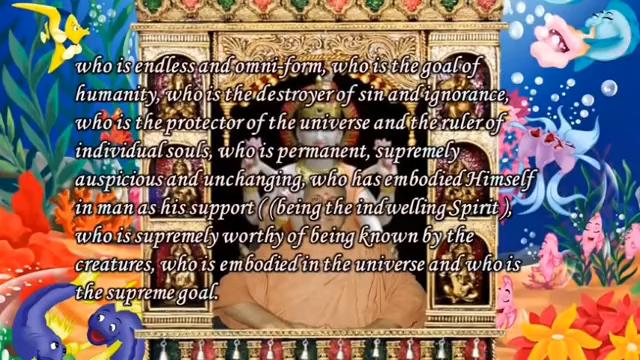 who is endless and omni-form, who is the goal of
humanity, who is the destroyer of sin and ignorance,
who is the protector of the universe and the ruler of
individual souls, who is permanent, supremely
auspicious and unchanging, who has embodied Himself
in man as his support ( (being the indwelling Spirit ),
who is supremely worthy of being known by the
creatures, who is embodied in the universe and who is
the supreme goal.